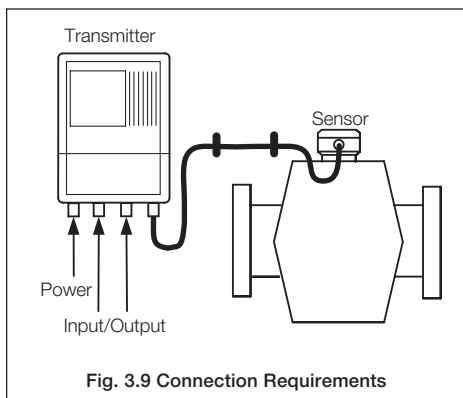 Transmitter
Sensor
Power
Input/Output
Fig. 3.9 Connection Requirements